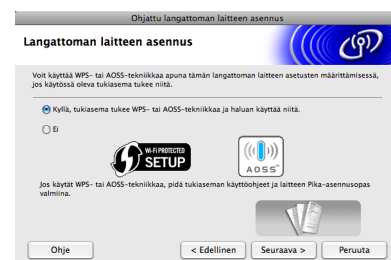 Ohjattu langattoman laitteen asennus
Langattoman laitteen asennus
Voit käyttää WPS- tai AOSS-tekniikkaa apuna tämän langattoman laitteen asetusten määrittämisessä,
jos käytössä oleva tukiasema tukee niitä.
Kyllä, tukiasema tukee WPS- tai AOSS-tekniikkaa ja haluan käyttää niitä.
Ei
WI-FI PROTECTED
SETUP
AOSS™
Jos käytät WPS- tai AOSS-tekniikkaa, pidä tukiaseman käyttöohjeet ja laitteen Pika-asennusopas
valmiina.
Ohje
< Edellinen
Seuraava >
Peruuta